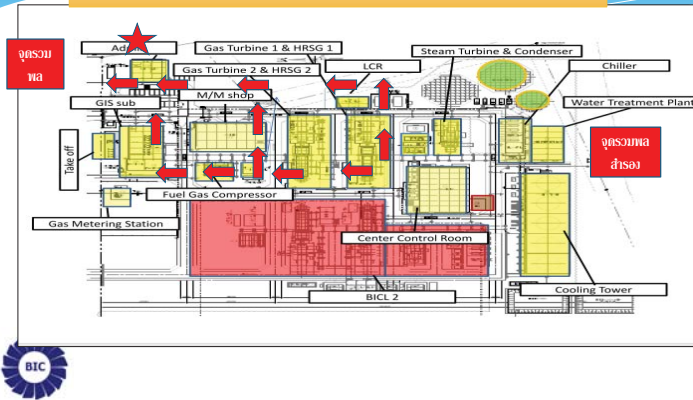 Ad
Gas Turbine 1 & HRSG 1
Steam Turbine & Condenser
จุดรวม
พล
Gas Turbine 2 & HRSG 2
LCR
Chiller
GIS sub
M/M shop
Water Treatment Plant
จุดรวมพล
สำรอง
Take off
Fuel Gas Compressor
Gas Metering Station
Center Control Room
BICL 2
Cooling Tower
BIC